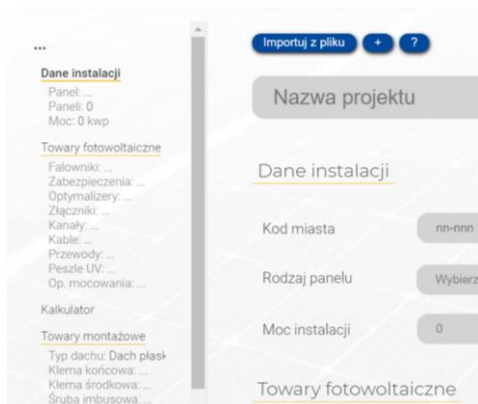 ...
Dane instalacji
Panel: ...
Paneli: 0
Moc: 0 kwp
Towary fotowoltaiczne
Falowniki: ...
Zabezpieczenia: ...
Optymalizery: ...
Złączniki: ...
Kanały: ...
Kable: ...
Przewody: ...
Peszle UV: ...
Op. mocowania: ...
Kalkulator
Towary montażowe
Typ dachu: Dach płask
Klema końcowa: ...
Klema środkowa: ...
Śruba imbusowa: ...
Importuj z pliku + ?
Nazwa projektu
Dane instalacji
Kod miasta nn-nnn
Rodzaj panelu Wybierz
Moc instalacji 0
Towary fotowoltaiczne